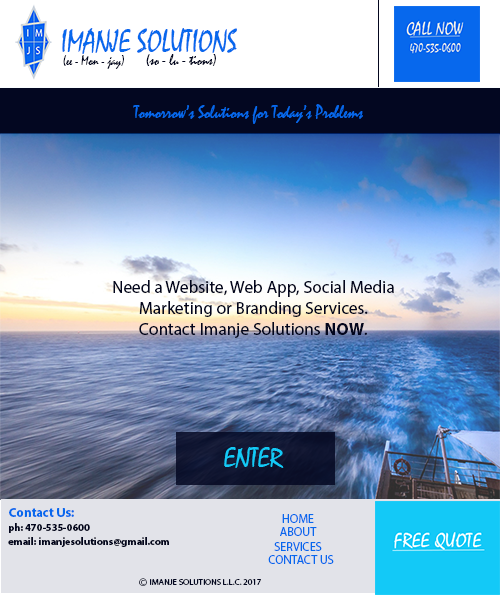 IM
JS
IMANJE SOLUTIONS
(ee - Mon - jay) (so - lu - tions)
CALL NOW
470-535-0600
Tomorrow's Solutions for Today's Problems
Need a Website, Web App, Social Media
Marketing or Branding Services.
Contact Imanje Solutions NOW.
ENTER
Contact Us:
ph: 470-535-0600
email: imanjesolutions@gmail.com
HOME
ABOUT
SERVICES
CONTACT US
FREE QUOTE
© IMANJE SOLUTIONS L.L.C. 2017